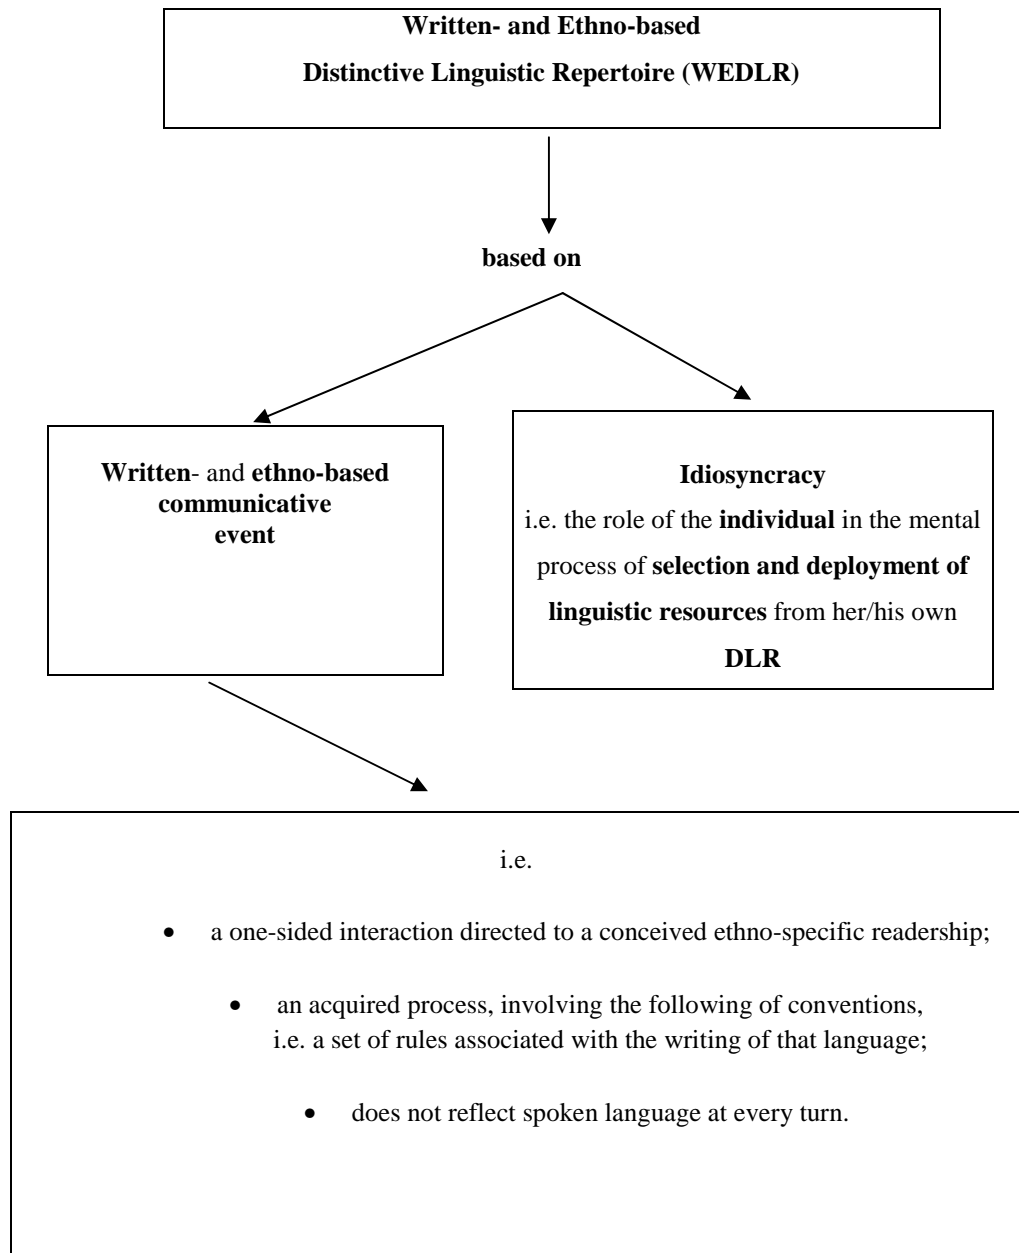 Written- and Ethno-based
Distinctive Linguistic Repertoire (WEDLR)
based on
Written- and ethno-based
communicative
event
Idiosyncracy
i.e. the role of the individual in the mental
process of selection and deployment of
linguistic resources from her/his own
DLR
i.e.
• a one-sided interaction directed to a conceived ethno-specific readership;
• an acquired process, involving the following of conventions,
i.e. a set of rules associated with the writing of that language;
• does not reflect spoken language at every turn.